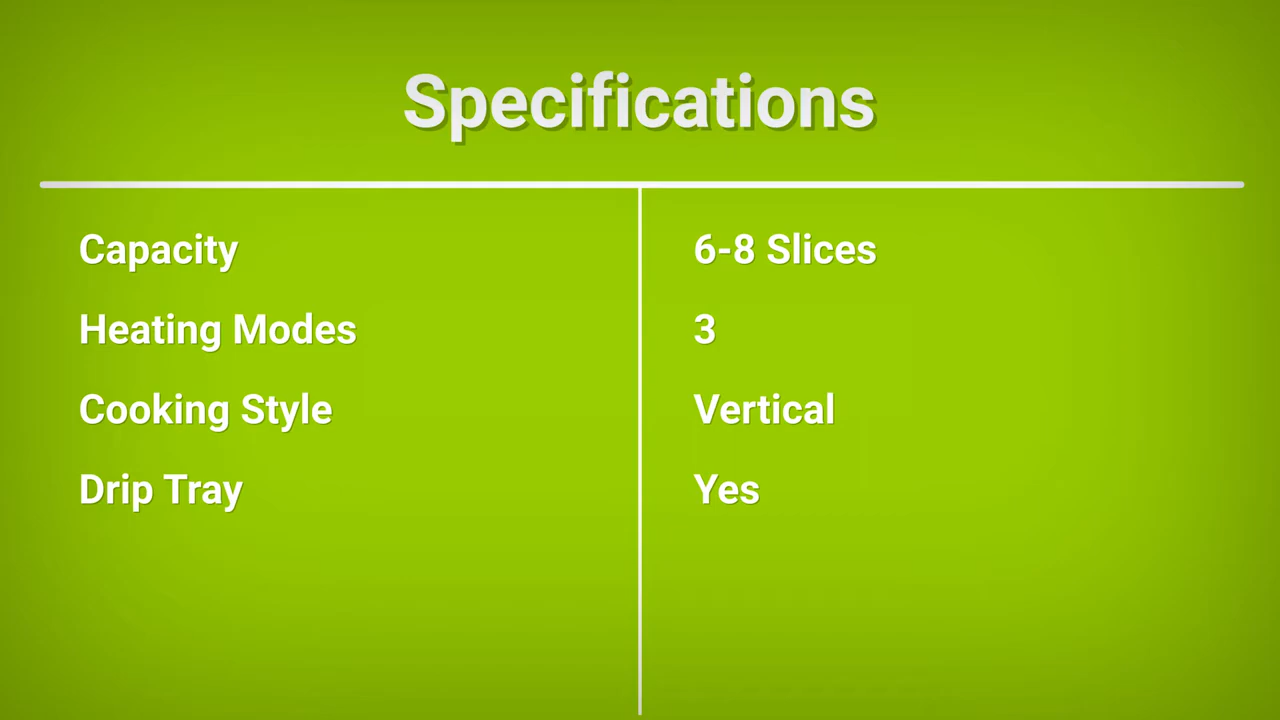 Specifications
Capacity 6-8 Slices
Heating Modes 3
Cooking Style Vertical
Drip Tray Yes